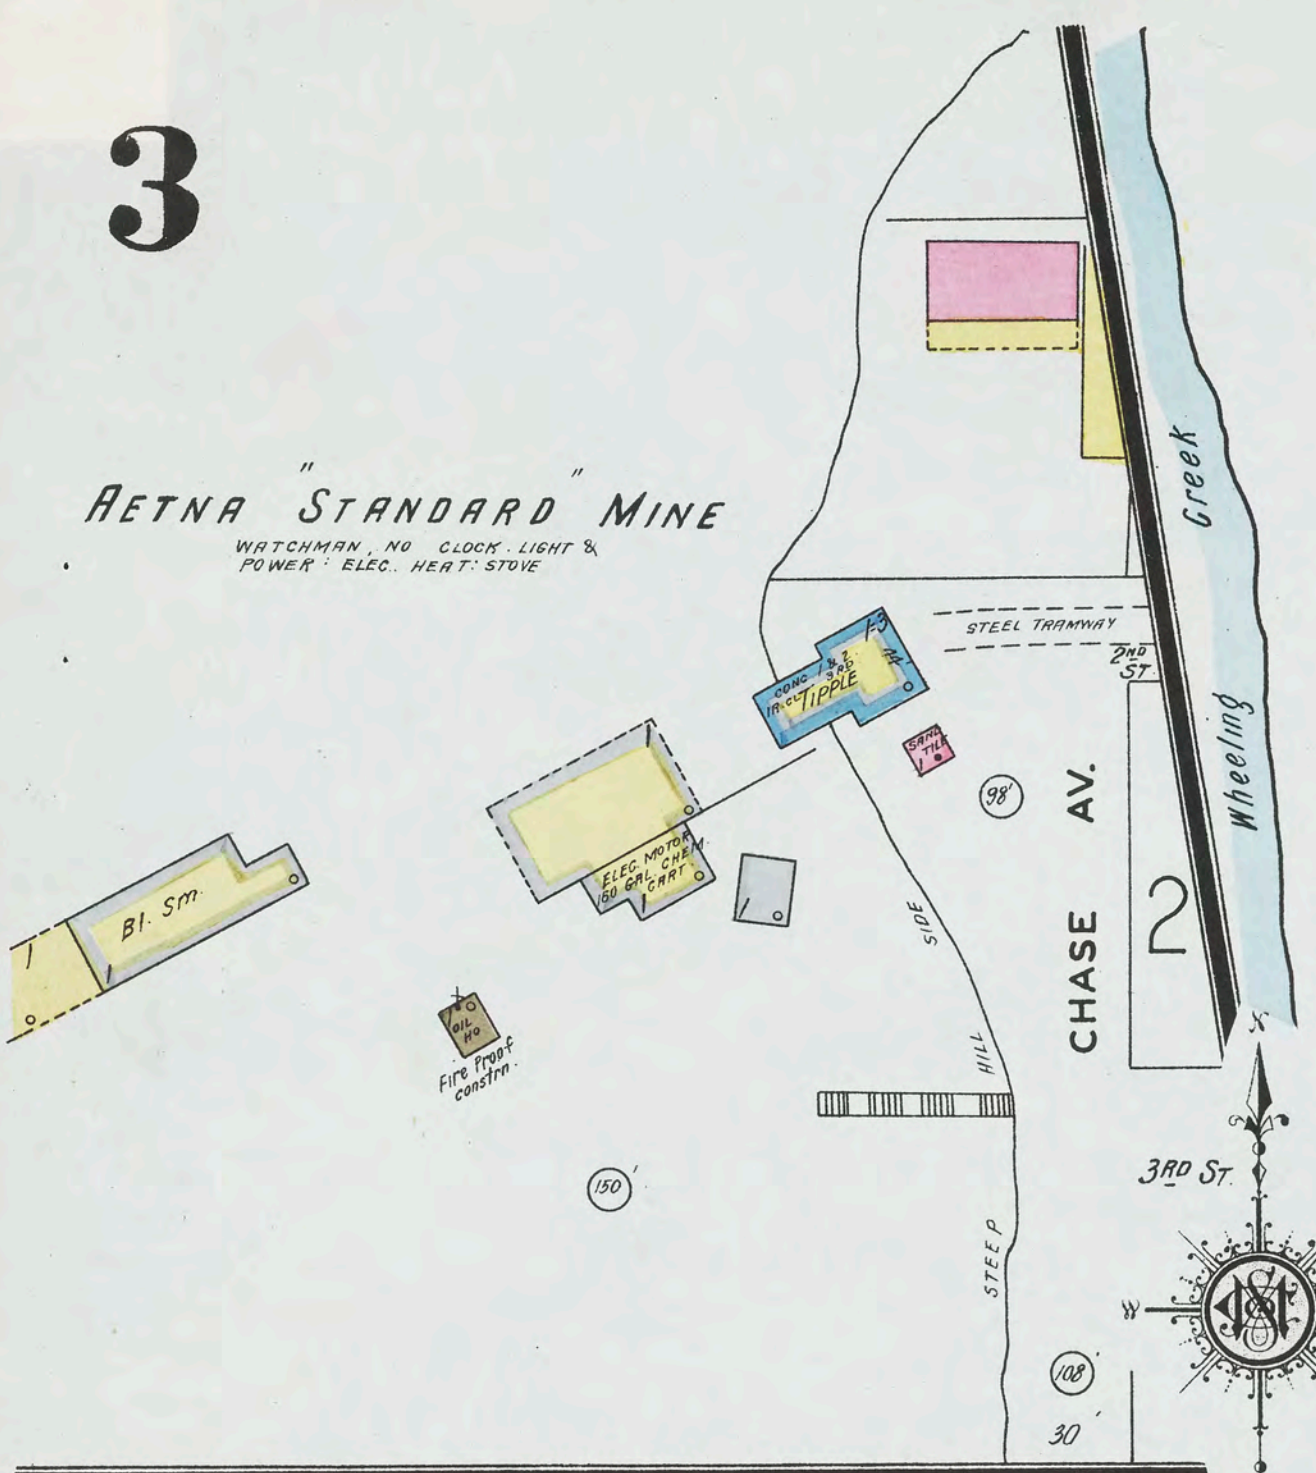 3
AETNA "STANDARD" MINE
WATCHMAN, NO CLOCK. LIGHT &
POWER: ELEC.. HEAT: STOVE
Creek
Wheeling
STEEL TRAMWAY
2ND
ST.
1=3
44'
CONC 1 & 2.
3RD
IR. CL.
TIPPLE
SAND
TILE
1
98'
CHASE AV.
2
ELEC. MOTOR
160 GAL. CHEM.
CART
1
1
Bl. Sm.
1
1
OIL
HO
Fire Proof
constrn.
STEEP HILL SIDE
150'
3RD ST.
N
W
108'
30'